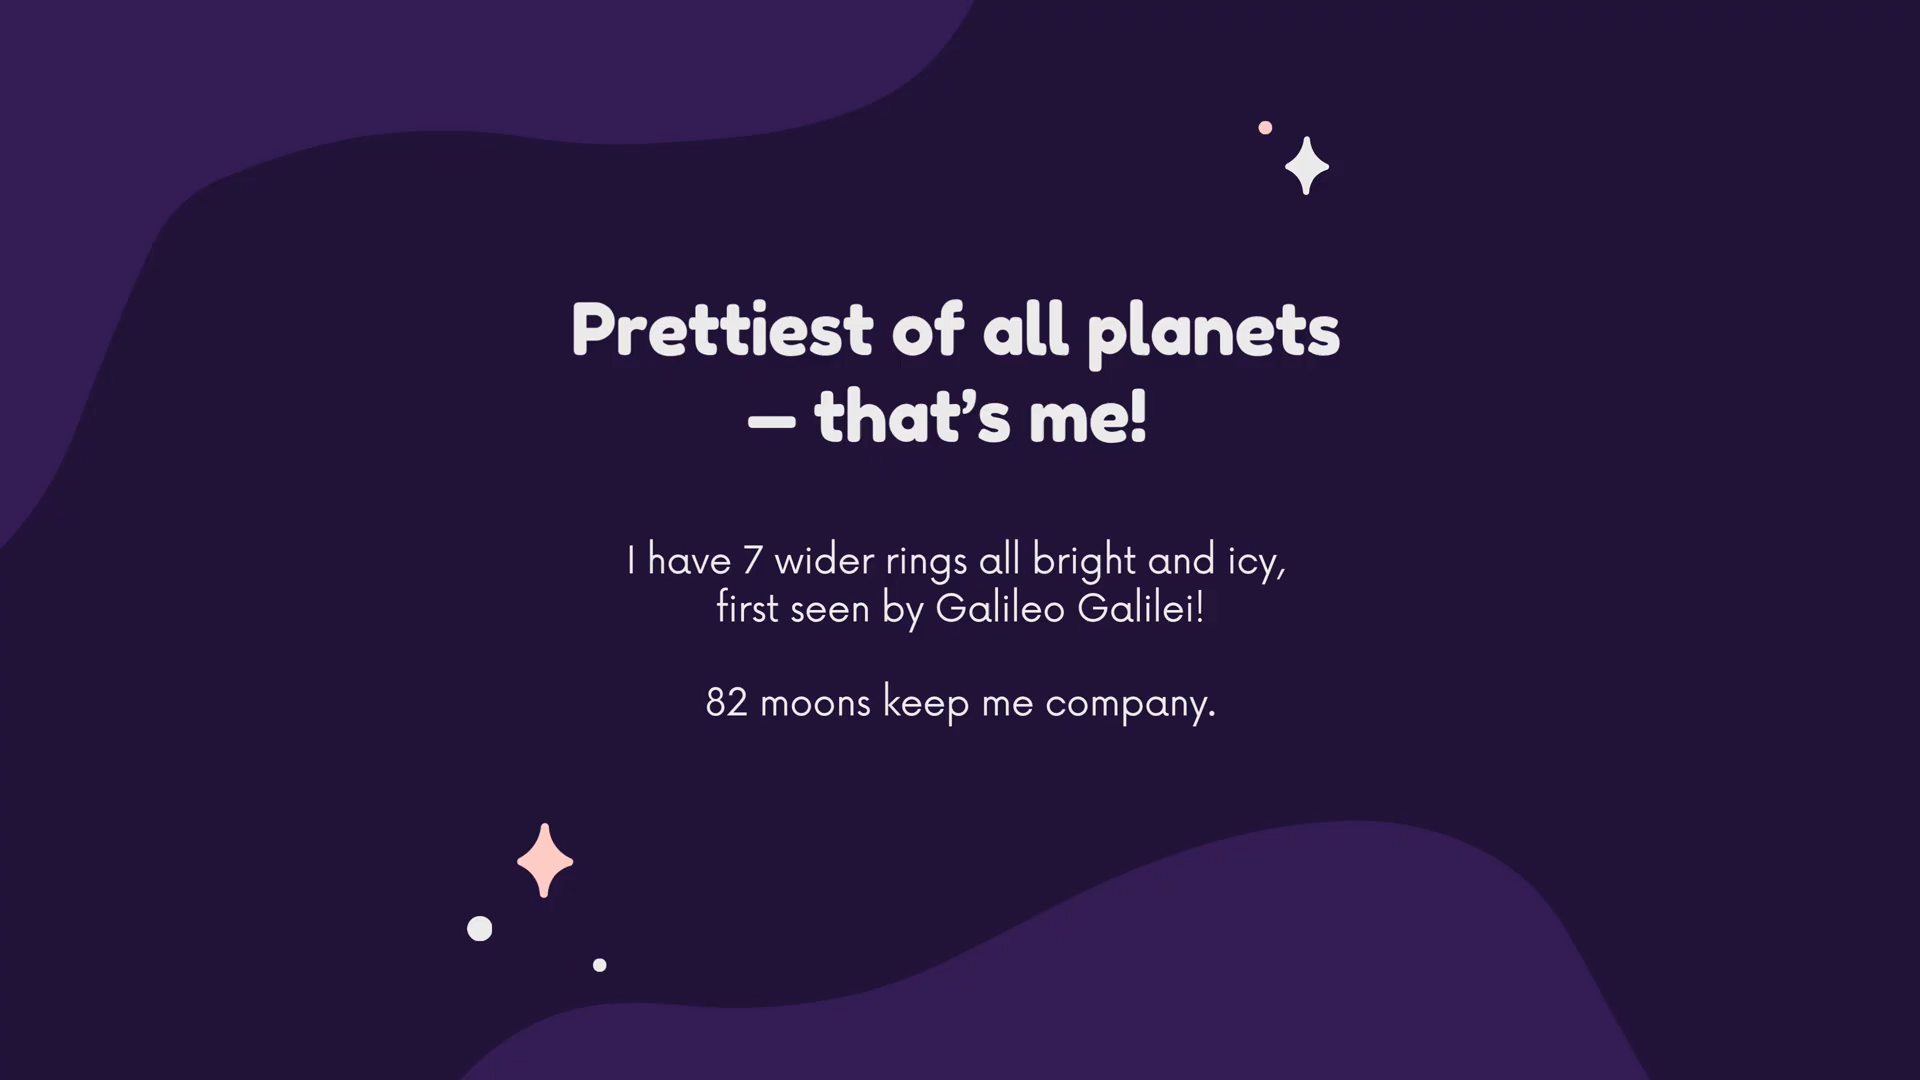 Prettiest of all planets
– that’s me!
I have 7 wider rings all bright and icy,
first seen by Galileo Galilei!
82 moons keep me company.